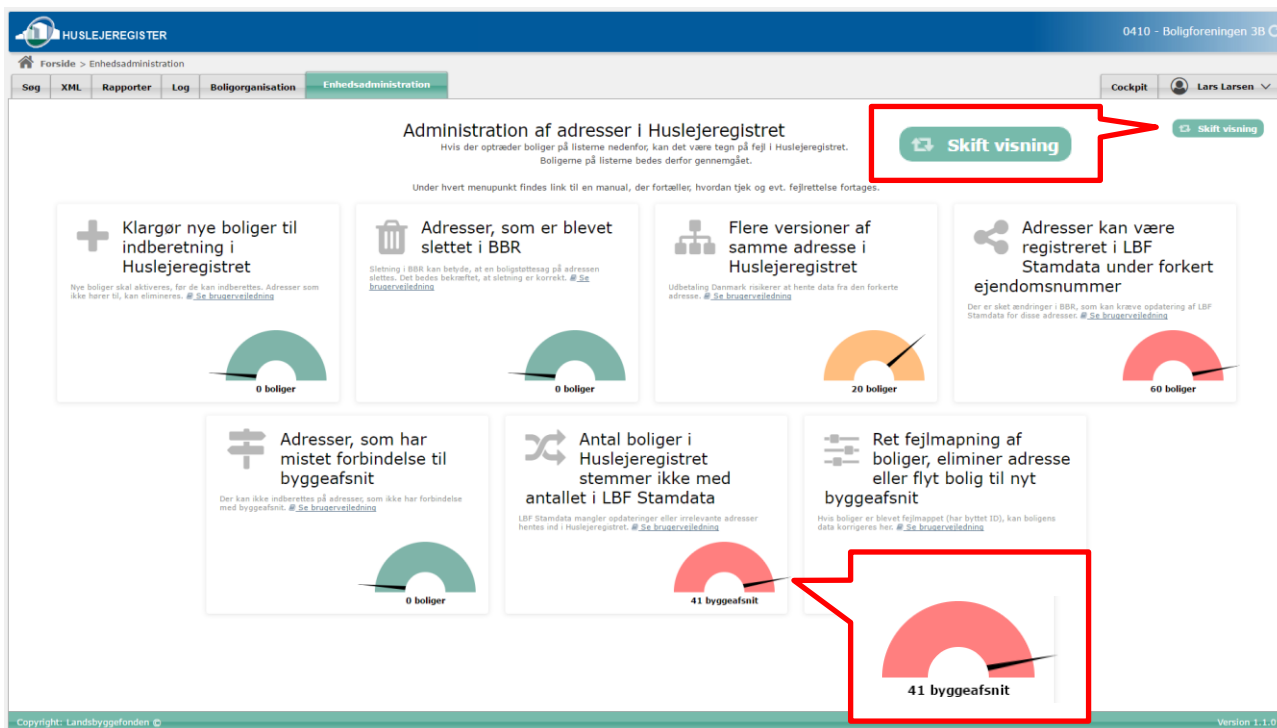 HUSLEJEREGISTER
0410 - Boligforeningen 3B
Forside > Enhedsadministration
Søg XML Rapporter Log Boligorganisation Enhedsadministration Cockpit Lars Larsen
Administration af adresser i Huslejeregistret
Hvis der optræder boliger på listerne nedenfor, kan det være tegn på fejl i Huslejeregistret.
Boligerne på listerne bedes derfor gennemgået.
Under hvert menupunkt findes link til en manual, der fortæller, hvordan tjek og evt. fejlrettelse fortages.
Skift visning
Skift visning
Klargør nye boliger til
indberetning i
Huslejeregistret
Nye boliger skal aktiveres, før de kan indberettes. Adresser som
ikke hører til, kan elimineres. Se brugervejledning
0 boliger
Adresser, som er blevet
slettet i BBR
Sletning i BBR kan betyde, at en boligstøttesag på adressen
slettes. Det bedes bekræftet, at sletning er korrekt. Se
brugervejledning
0 boliger
Flere versioner af
samme adresse i
Huslejeregistret
Udbetaling Danmark risikerer at hente data fra den forkerte
adresse. Se brugervejledning
20 boliger
Adresser kan være
registreret i LBF
Stamdata under forkert
ejendomsnummer
Der er sket ændringer i BBR, som kan kræve opdatering af LBF
Stamdata for disse adresser. Se brugervejledning
60 boliger
Adresser, som har
mistet forbindelse til
byggeafsnit
Der kan ikke indberettes på adresser, som ikke har forbindelse
med byggeafsnit. Se brugervejledning
0 boliger
Antal boliger i
Huslejeregistret
stemmer ikke med
antallet i LBF Stamdata
LBF Stamdata mangler opdateringer eller irrelevante adresser
hentes ind i Huslejeregistret. Se brugervejledning
41 byggeafsnit
Ret fejlmapning af
boliger, eliminer adresse
eller flyt bolig til nyt
byggeafsnit
Hvis boliger er blevet fejlmappet (har byttet ID), kan boligens
data korrigeres her. Se brugervejledning
41 byggeafsnit
Copyright: Landsbyggefonden ©
Version 1.1.0